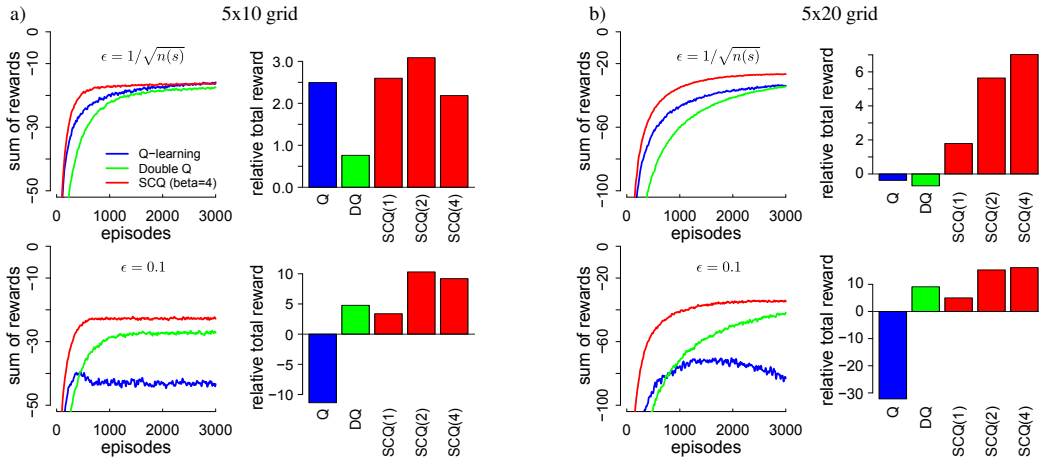 a) 5x10 grid
ϵ = 1/√n(s)
sum of rewards
0
−10
−30
−50
Q−learning
Double Q
SCQ (beta=4)
0 1000 2000 3000
episodes
relative total reward
3.0
2.0
1.0
0.0
Q DQ SCQ(1) SCQ(2) SCQ(4)
ϵ = 0.1
sum of rewards
0
−10
−30
−50
0 1000 2000 3000
episodes
relative total reward
10
5
0
−10
Q DQ SCQ(1) SCQ(2) SCQ(4)
b) 5x20 grid
ϵ = 1/√n(s)
sum of rewards
0
−20
−60
−100
0 1000 2000 3000
episodes
relative total reward
6
4
2
0
Q DQ SCQ(1) SCQ(2) SCQ(4)
ϵ = 0.1
sum of rewards
0
−20
−60
−100
0 1000 2000 3000
episodes
relative total reward
10
0
−10
−30
Q DQ SCQ(1) SCQ(2) SCQ(4)